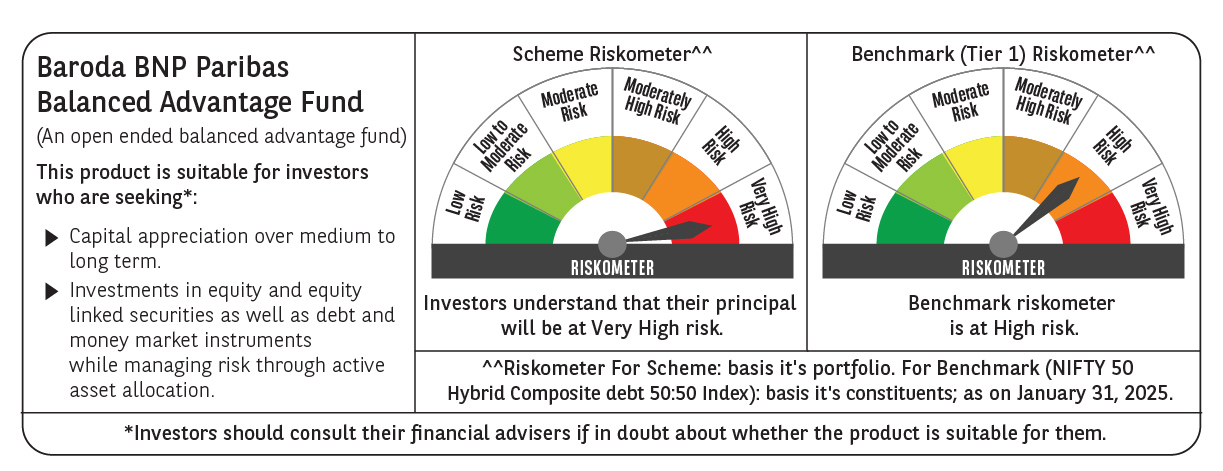 Baroda BNP Paribas
Balanced Advantage Fund
(An open ended balanced advantage fund)
This product is suitable for investors
who are seeking*:
▶ Capital appreciation over medium to
long term.
▶ Investments in equity and equity
linked securities as well as debt and
money market instruments
while managing risk through active
asset allocation.
Scheme Riskometer^^
Low
Risk
Low to
Moderate
Risk
Moderate
Risk
Moderately
High Risk
High
Risk
Very High
Risk
RISKOMETER
Investors understand that their principal
will be at Very High risk.
Benchmark (Tier 1) Riskometer^^
Low
Risk
Low to
Moderate
Risk
Moderate
Risk
Moderately
High Risk
High
Risk
Very High
Risk
RISKOMETER
Benchmark riskometer
is at High risk.
^^Riskometer For Scheme: basis it's portfolio. For Benchmark (NIFTY 50
Hybrid Composite debt 50:50 Index): basis it's constituents; as on January 31, 2025.
*Investors should consult their financial advisers if in doubt about whether the product is suitable for them.